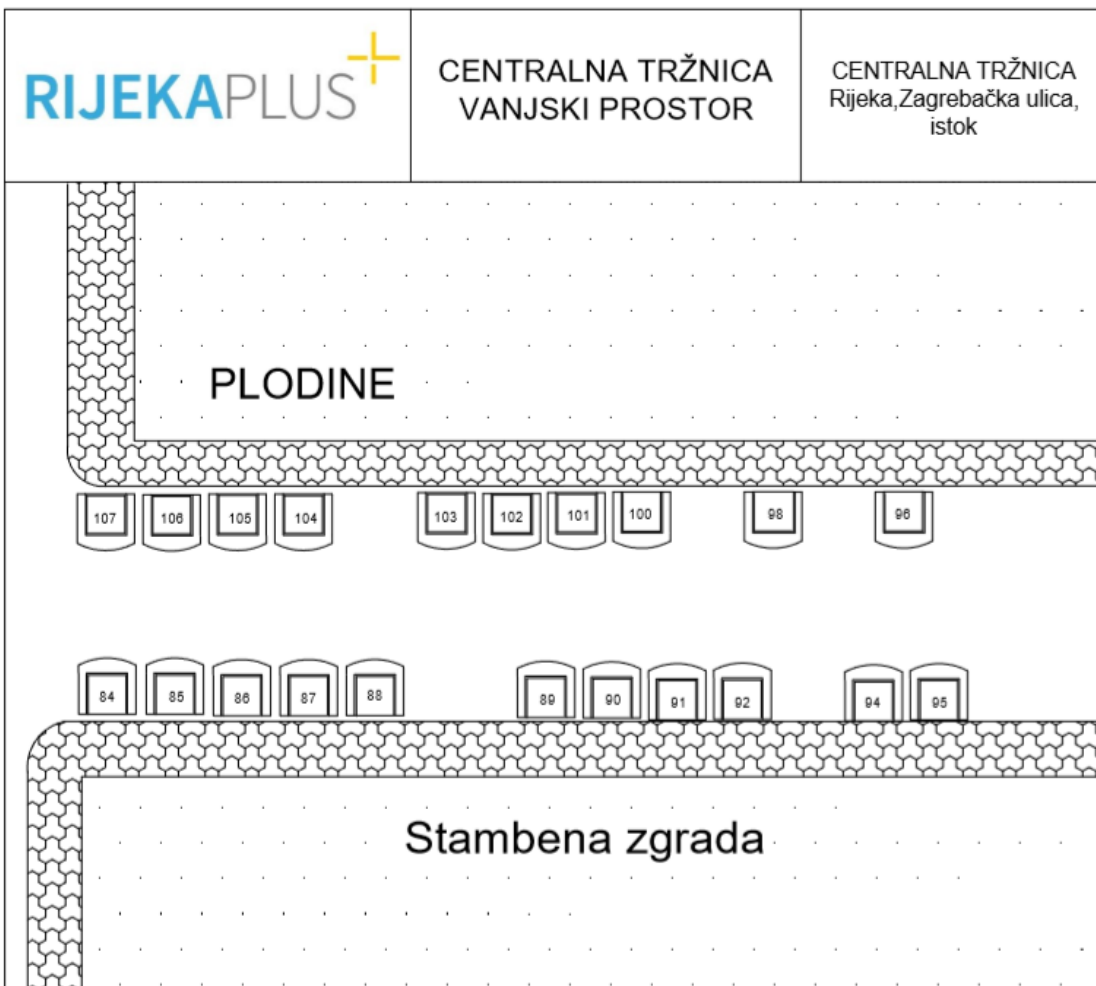 RIJEKAPLUS
CENTRALNA TRŽNICA
VANJSKI PROSTOR
CENTRALNA TRŽNICA
Rijeka,Zagrebačka ulica,
istok
PLODINE
107 106 105 104 103 102 101 100 98 96
84 85 86 87 88 89 90 91 92 94 95
Stambena zgrada